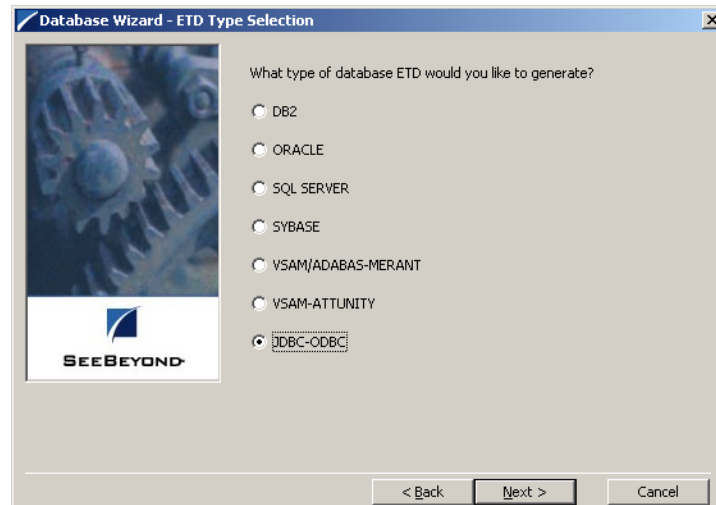 Database Wizard - ETD Type Selection
What type of database ETD would you like to generate?
DB2
ORACLE
SQL SERVER
SYBASE
VSAM/ADABAS-MERANT
VSAM-ATTUNITY
JDBC-ODBC
SEEBEYOND
< Back
Next >
Cancel